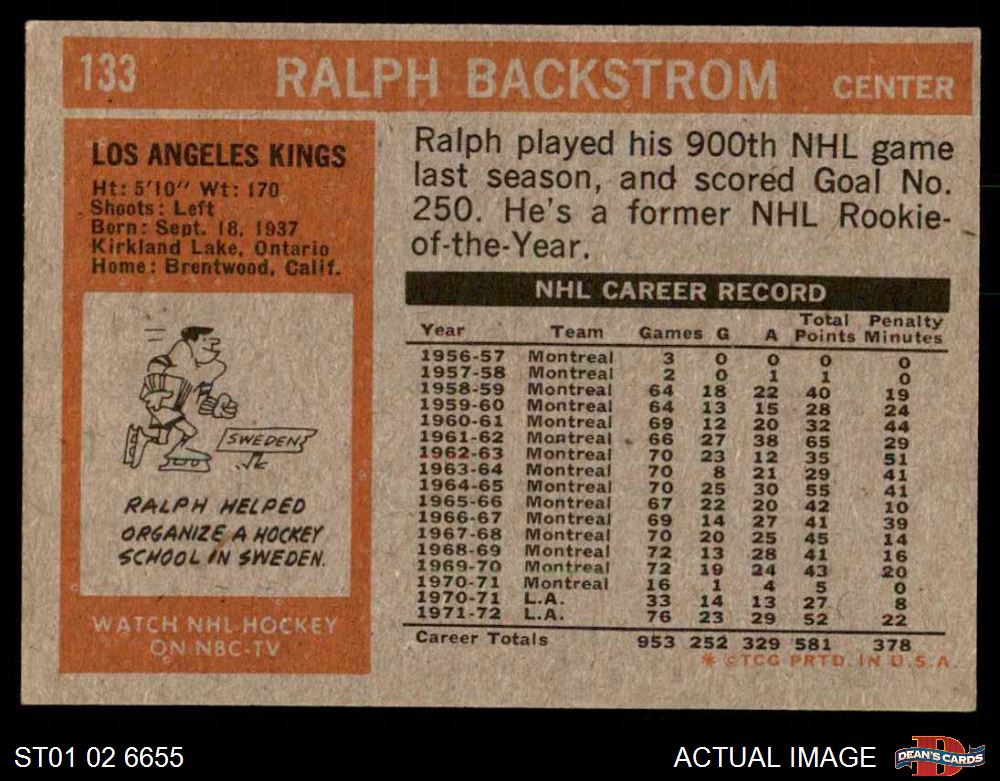 133 RALPH BACKSTROM CENTER
LOS ANGELES KINGS
Ht: 5'10" Wt: 170
Shoots: Left
Born: Sept. 18, 1937
Kirkland Lake, Ontario
Home: Brentwood, Calif.
SWEDEN
RALPH HELPED
ORGANIZE A HOCKEY
SCHOOL IN SWEDEN.
WATCH NHL HOCKEY
ON NBC-TV
Ralph played his 900th NHL game
last season, and scored Goal No.
250. He's a former NHL Rookie-
of-the-Year.
NHL CAREER RECORD
Year Team Games G A Total Points Penalty Minutes
1956-57 Montreal 3 0 0 0 0
1957-58 Montreal 2 0 1 1 0
1958-59 Montreal 64 18 22 40 19
1959-60 Montreal 64 13 15 28 24
1960-61 Montreal 69 12 20 32 44
1961-62 Montreal 66 27 38 65 29
1962-63 Montreal 70 23 12 35 51
1963-64 Montreal 70 8 21 29 41
1964-65 Montreal 70 25 30 55 41
1965-66 Montreal 67 22 20 42 10
1966-67 Montreal 69 14 27 41 39
1967-68 Montreal 70 20 25 45 14
1968-69 Montreal 72 13 28 41 16
1969-70 Montreal 72 19 24 43 20
1970-71 Montreal 16 1 4 5 0
1970-71 L.A. 33 14 13 27 8
1971-72 L.A. 76 23 29 52 22
Career Totals 953 252 329 581 378
* © TCG PRTD. IN U.S.A.
ST01 02 6655
ACTUAL IMAGE
D
DEAN'S CARDS